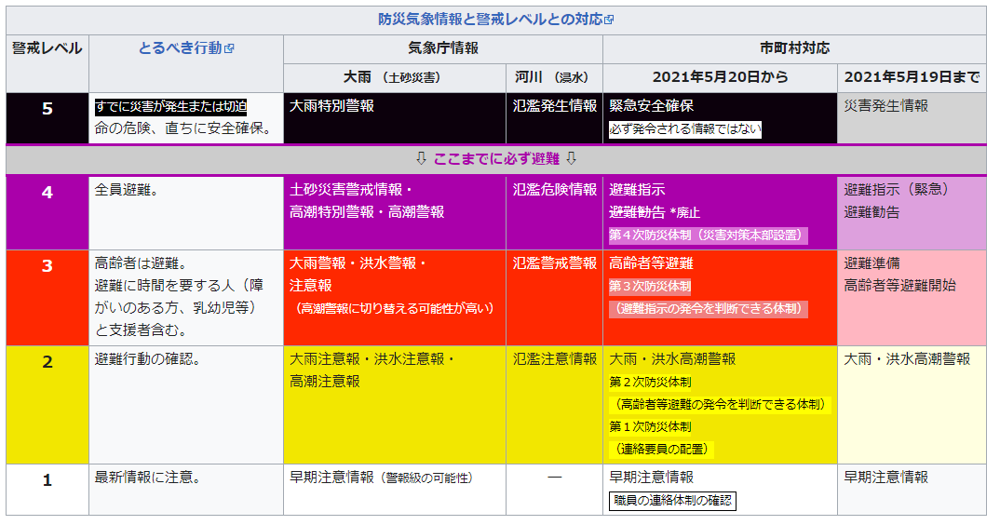 防災気象情報と警戒レベルとの対応
警戒レベル
とるべき行動
気象庁情報
市町村対応
大雨 （土砂災害）
河川 （浸水）
2021年5月20日から
2021年5月19日まで
5
すでに災害が発生または切迫
命の危険、直ちに安全確保。
大雨特別警報
氾濫発生情報
緊急安全確保
必ず発令される情報ではない
災害発生情報
⇩ ここまでに必ず避難 ⇩
4
全員避難。
土砂災害警戒情報・
高潮特別警報・高潮警報
氾濫危険情報
避難指示
避難勧告 *廃止
第４次防災体制（災害対策本部設置）
避難指示（緊急）
避難勧告
3
高齢者は避難。
避難に時間を要する人（障
がいのある方、乳幼児等）
と支援者含む。
大雨警報・洪水警報・
注意報
（高潮警報に切り替える可能性が高い）
氾濫警戒警報
高齢者等避難
第３次防災体制
（避難指示の発令を判断できる体制）
避難準備
高齢者等避難開始
2
避難行動の確認。
大雨注意報・洪水注意報・
高潮注意報
氾濫注意情報
大雨・洪水高潮警報
第２次防災体制
（高齢者等避難の発令を判断できる体制）
第１次防災体制
（連絡要員の配置）
大雨・洪水高潮警報
1
最新情報に注意。
早期注意情報（警報級の可能性）
―
早期注意情報
職員の連絡体制の確認
早期注意情報